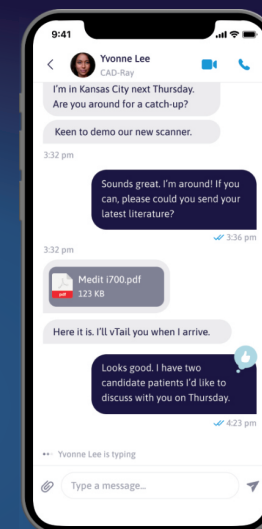 9:41
Yvonne Lee
CAD-Ray
I'm in Kansas City next Thursday.
Are you around for a catch-up?
Keen to demo our new scanner.
3:32 pm
Sounds great. I'm around! If you
can, please could you send your
latest literature?
3:36 pm
3:32 pm
pdf
Medit i700.pdf
123 KB
Here it is. I'll vTail you when I arrive.
Looks good. I have two
candidate patients I'd like to
discuss with you on Thursday.
4:23 pm
Yvonne Lee is typing
Type a message...